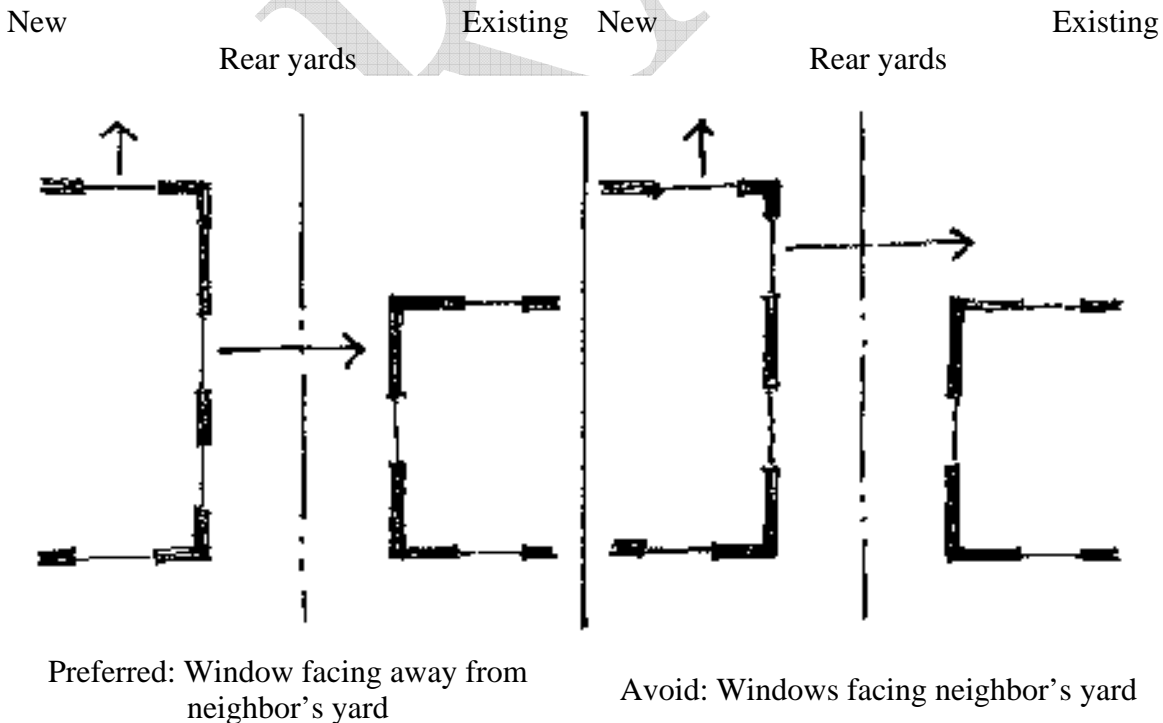 New Existing New Existing
Rear yards Rear yards
Preferred: Window facing away from
neighbor’s yard
Avoid: Windows facing neighbor’s yard